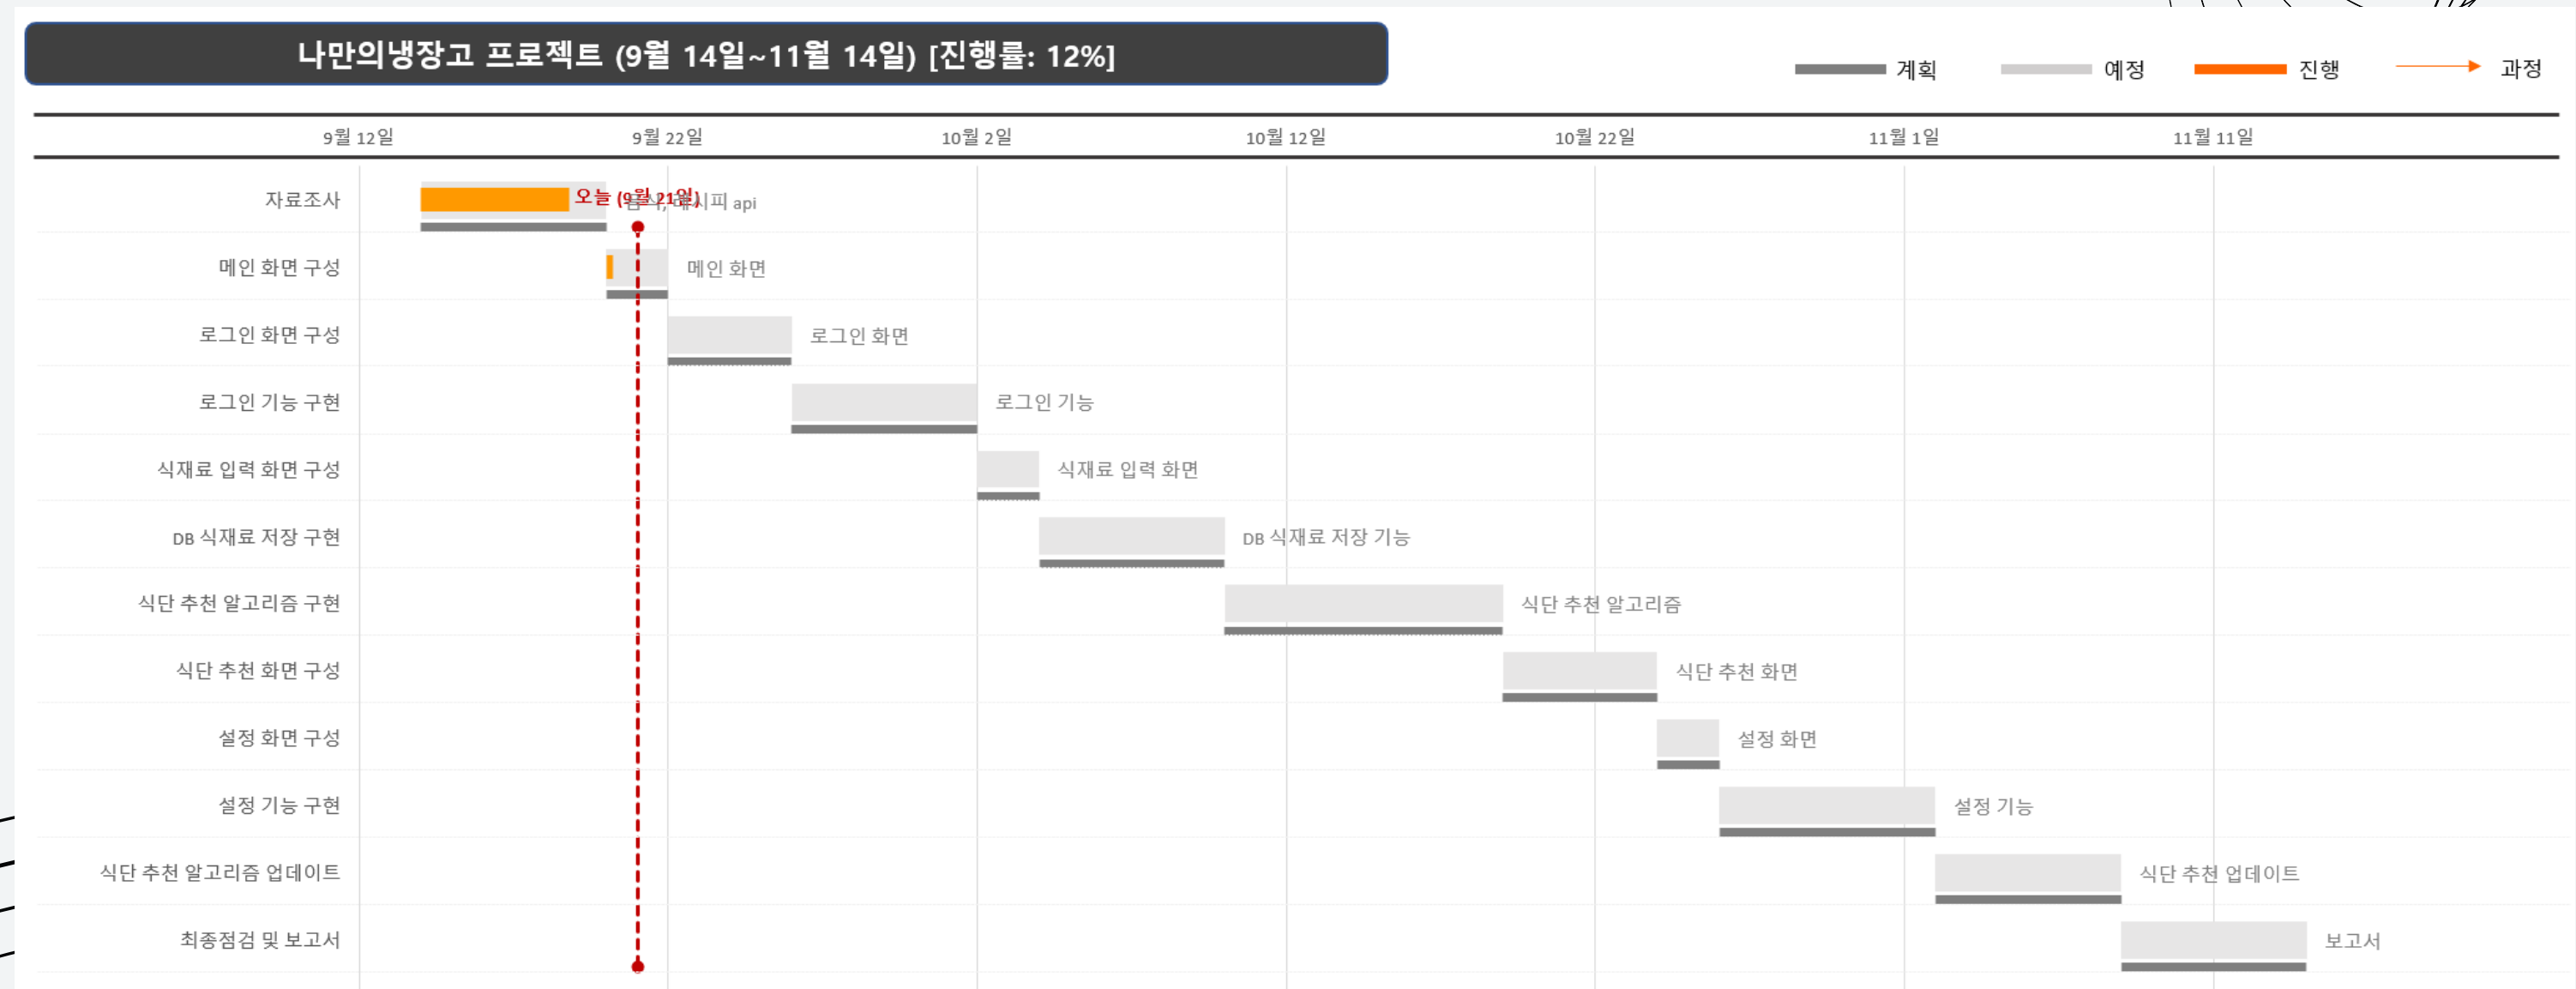 나만의냉장고 프로젝트 (9월 14일~11월 14일) [진행률: 12%]
계획 예정 진행 과정
9월 12일 9월 22일 10월 2일 10월 12일 10월 22일 11월 1일 11월 11일
자료조사 오늘 (9월 21일) 음식, 레시피 api
메인 화면 구성 메인 화면
로그인 화면 구성 로그인 화면
로그인 기능 구현 로그인 기능
식재료 입력 화면 구성 식재료 입력 화면
DB 식재료 저장 구현 DB 식재료 저장 기능
식단 추천 알고리즘 구현 식단 추천 알고리즘
식단 추천 화면 구성 식단 추천 화면
설정 화면 구성 설정 화면
설정 기능 구현 설정 기능
식단 추천 알고리즘 업데이트 식단 추천 업데이트
최종점검 및 보고서 보고서